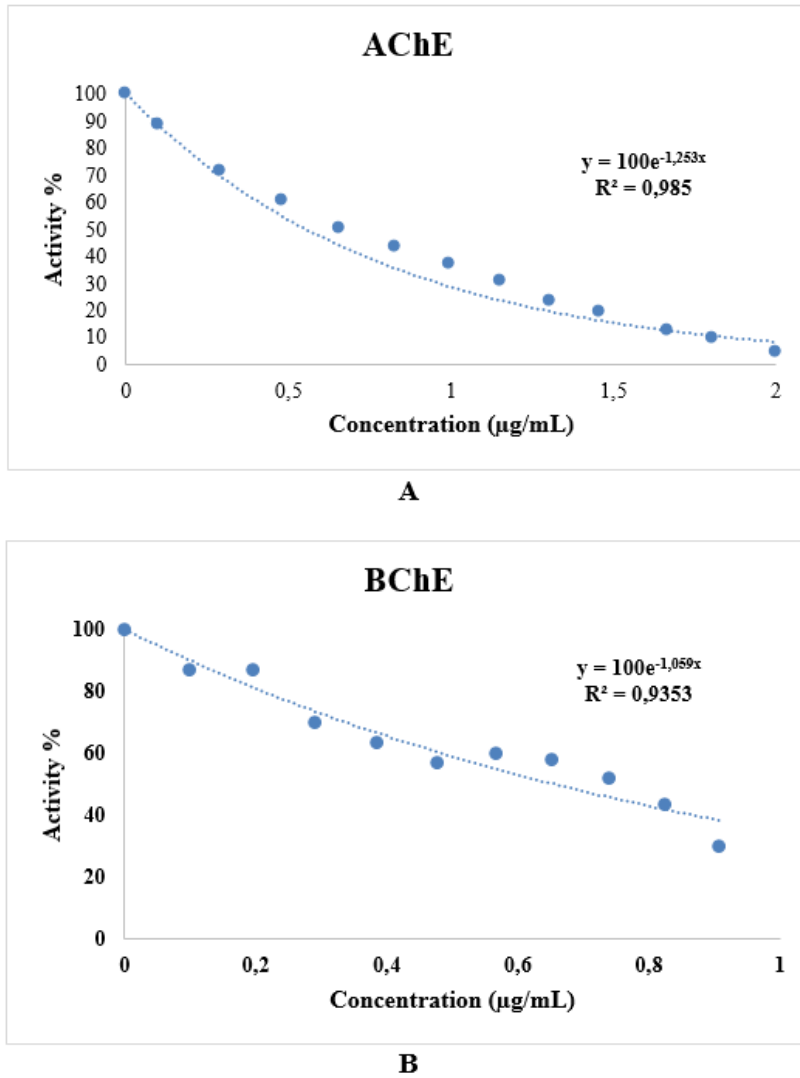 AChE
100
90
80
70
60
50
40
30
20
10
0
Activity %
y = 100e-1,253x
R² = 0,985
0 0,5 1 1,5 2
Concentration (µg/mL)
A
BChE
100
80
60
40
20
0
Activity %
y = 100e-1,059x
R² = 0,9353
0 0,2 0,4 0,6 0,8 1
Concentration (µg/mL)
B